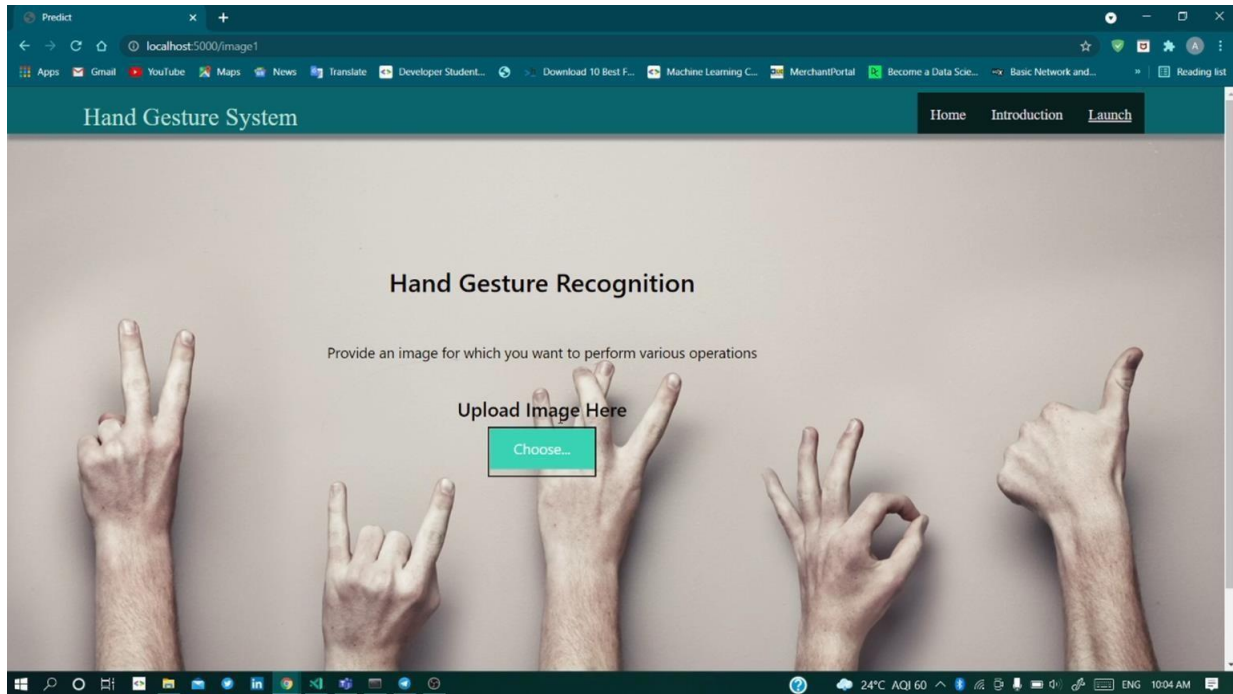 Predict
localhost:5000/image1
Apps Gmail YouTube Maps News Translate Developer Student... Download 10 Best F... Machine Learning C... MerchantPortal Become a Data Scie... Basic Network and... » Reading list
Hand Gesture System Home Introduction Launch
Hand Gesture Recognition
Provide an image for which you want to perform various operations
Upload Image Here
Choose...
24°C AQI 60 ENG 10:04 AM